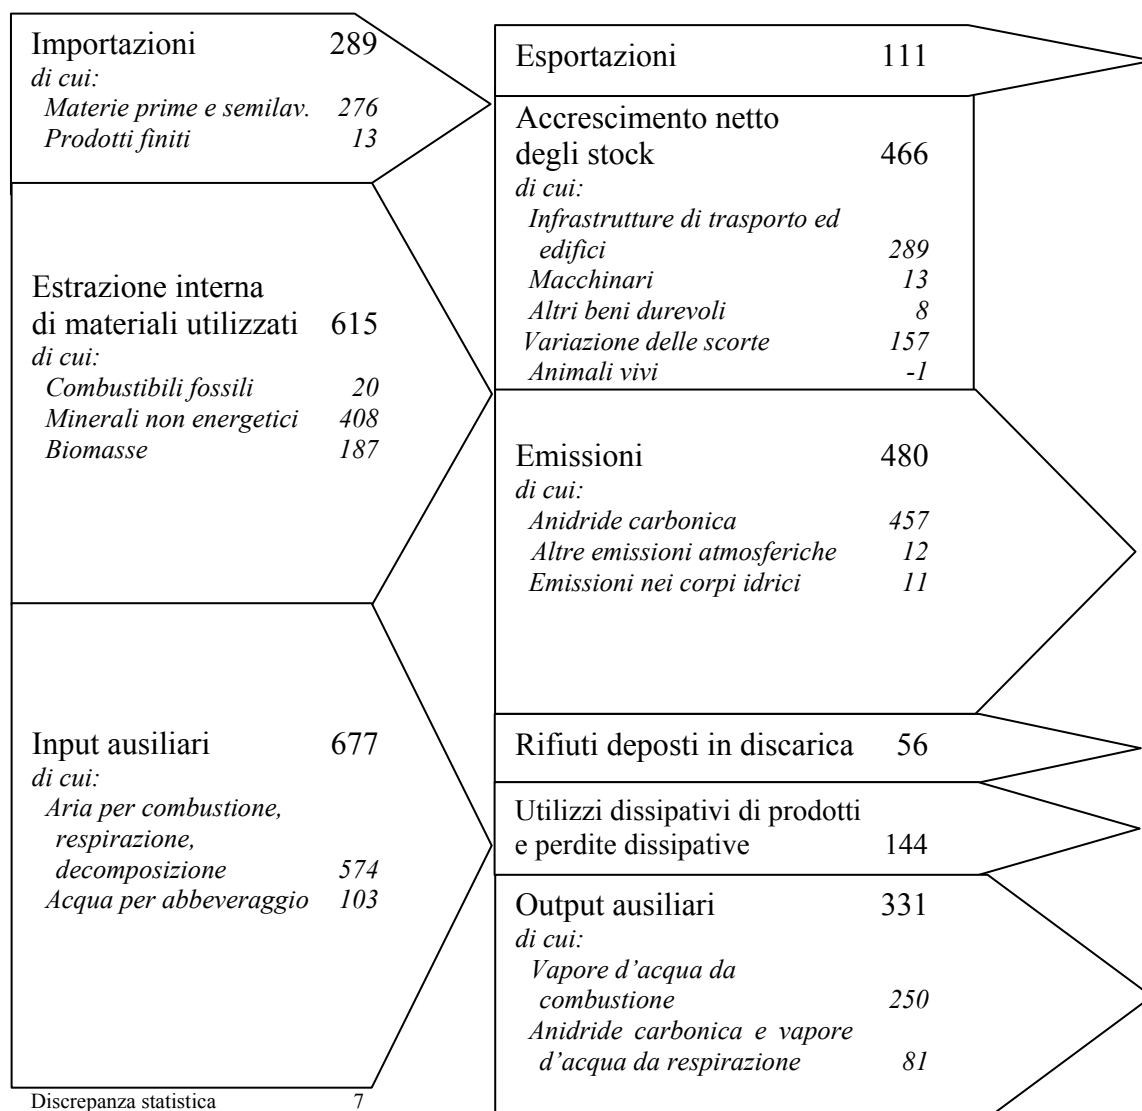 Importazioni 289
di cui:
Materie prime e semilav. 276
Prodotti finiti 13
Estrazione interna
di materiali utilizzati 615
di cui:
Combustibili fossili 20
Minerali non energetici 408
Biomasse 187
Input ausiliari 677
di cui:
Aria per combustione,
respirazione,
decomposizione 574
Acqua per abbeveraggio 103
Discrepanza statistica 7
Esportazioni 111
Accrescimento netto
degli stock 466
di cui:
Infrastrutture di trasporto ed
edifici 289
Macchinari 13
Altri beni durevoli 8
Variazione delle scorte 157
Animali vivi -1
Emissioni 480
di cui:
Anidride carbonica 457
Altre emissioni atmosferiche 12
Emissioni nei corpi idrici 11
Rifiuti deposti in discarica 56
Utilizzi dissipativi di prodotti
e perdite dissipative 144
Output ausiliari 331
di cui:
Vapore d’acqua da
combustione 250
Anidride carbonica e vapore
d’acqua da respirazione 81